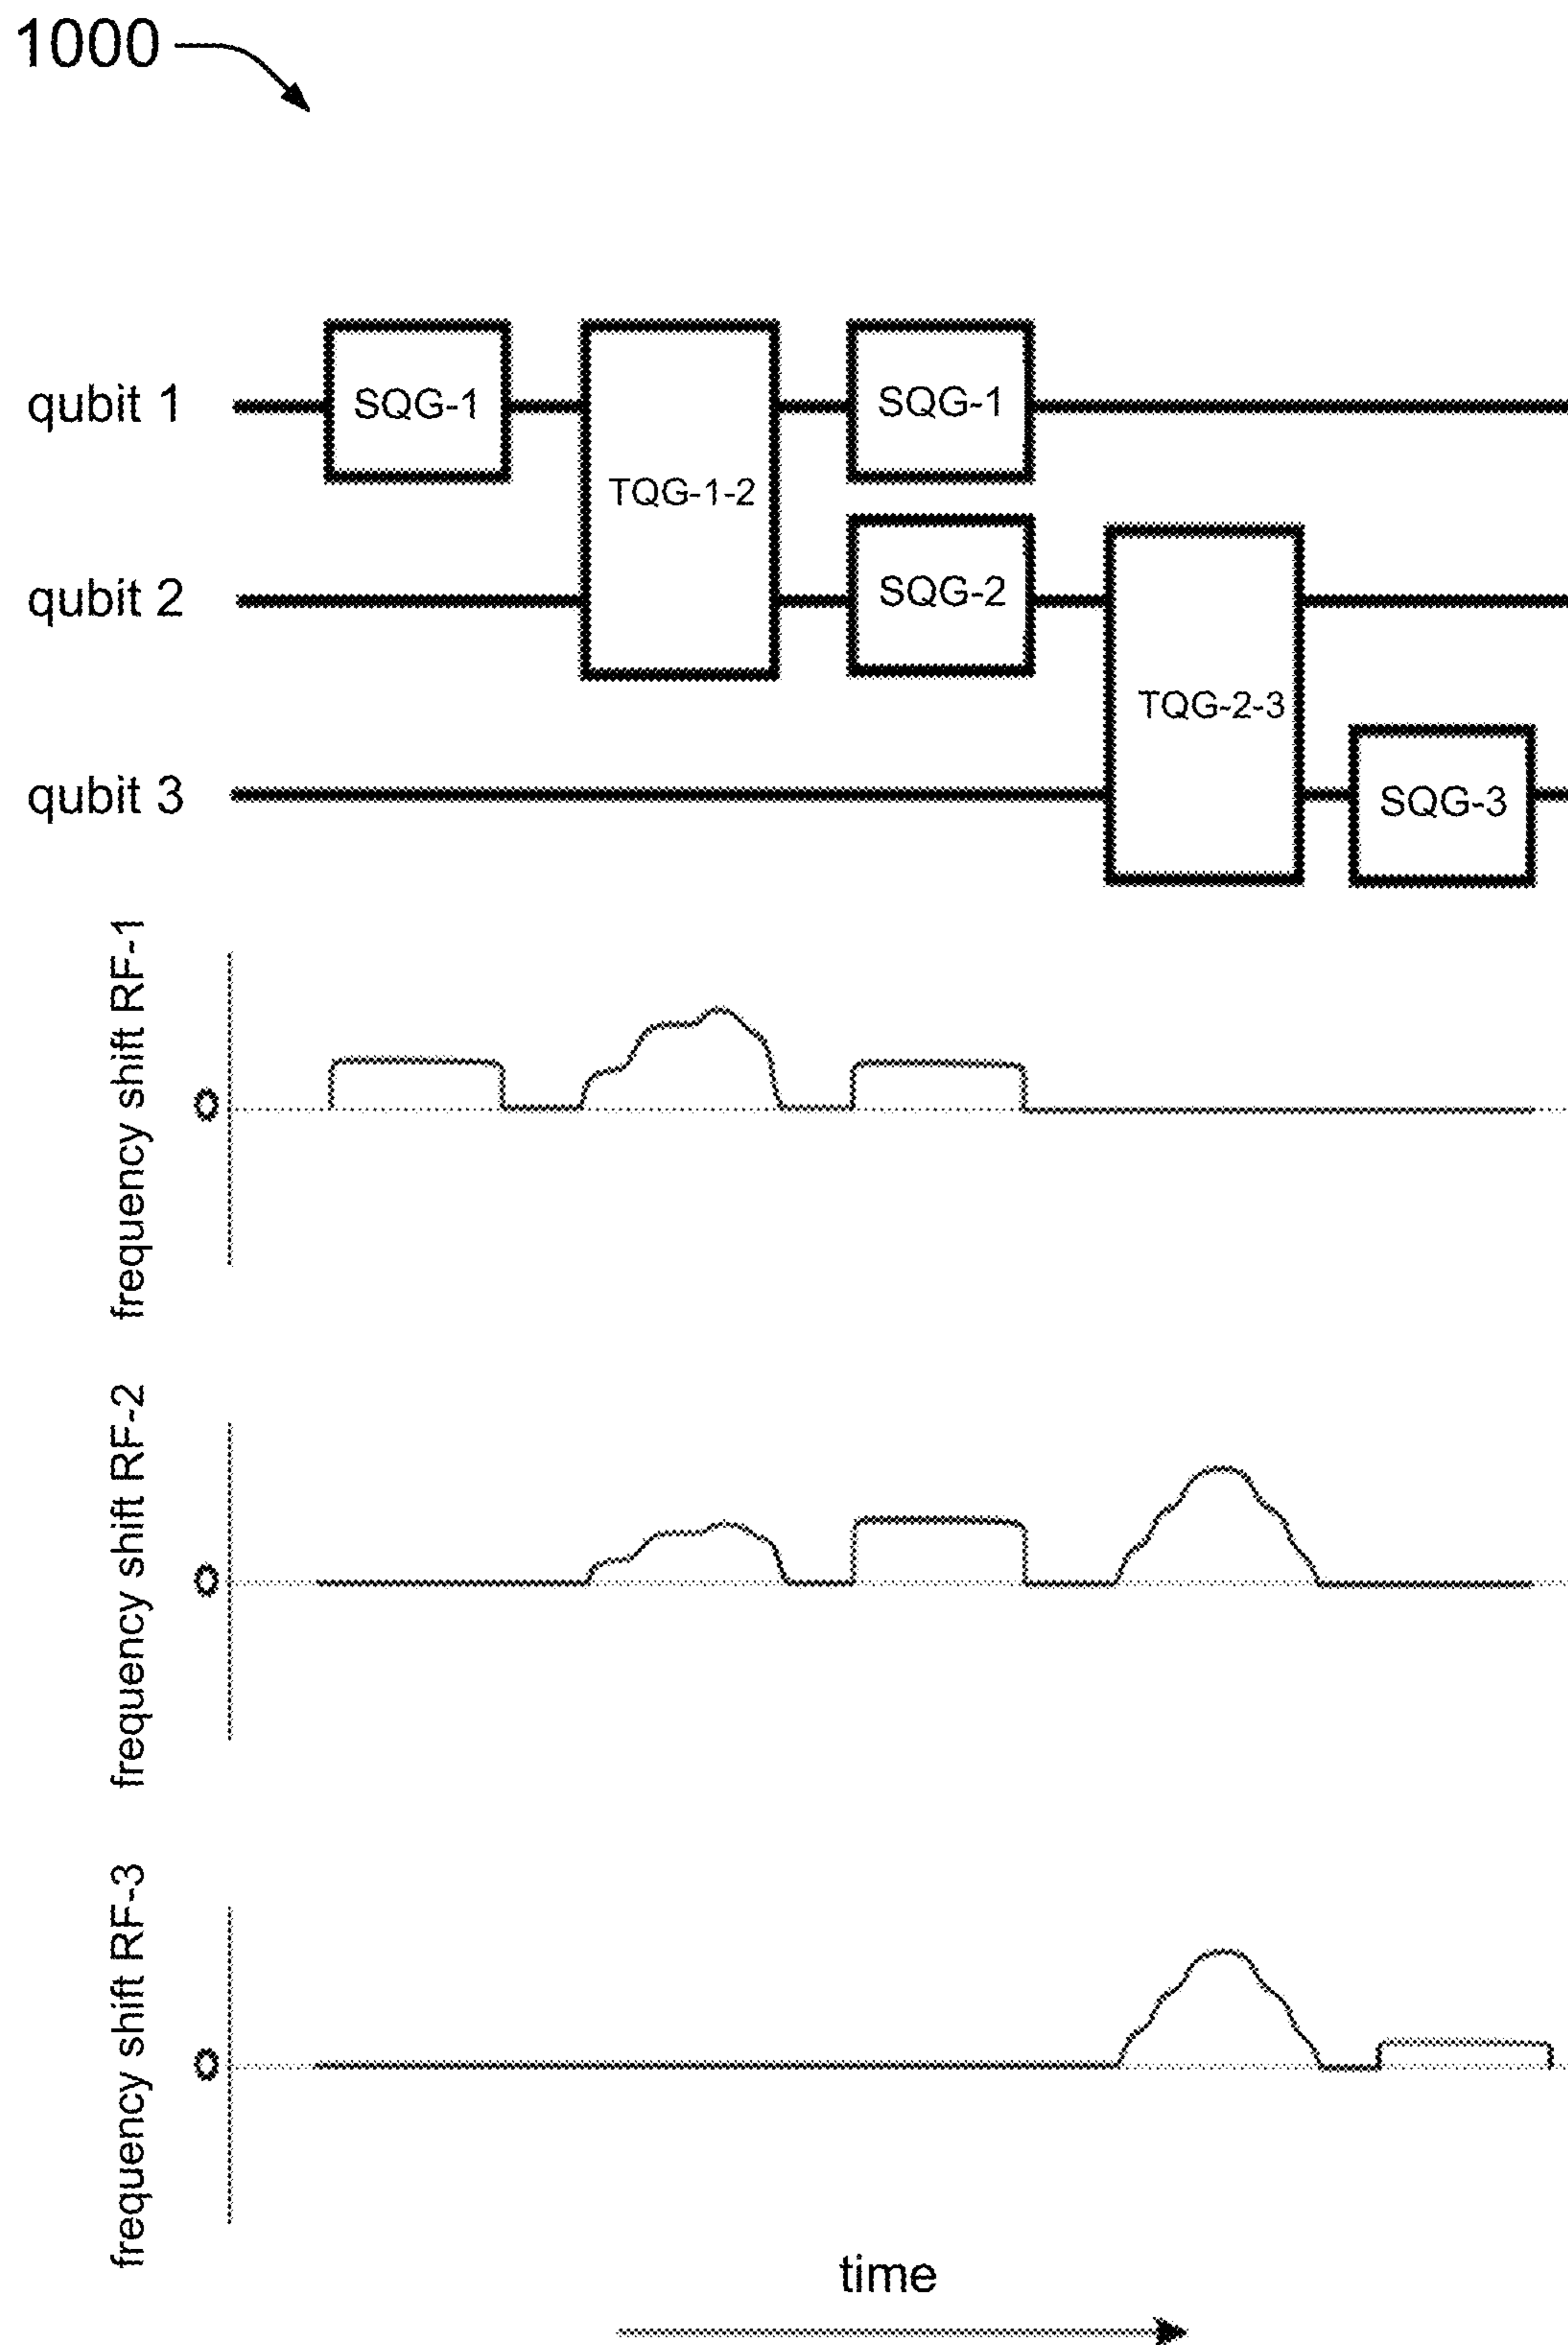 1000
qubit 1
SQG-1
TQG-1-2
SQG-1
qubit 2
SQG-2
TQG-2-3
qubit 3
SQG-3
frequency shift RF-1
0
frequency shift RF-2
0
frequency shift RF-3
0
time